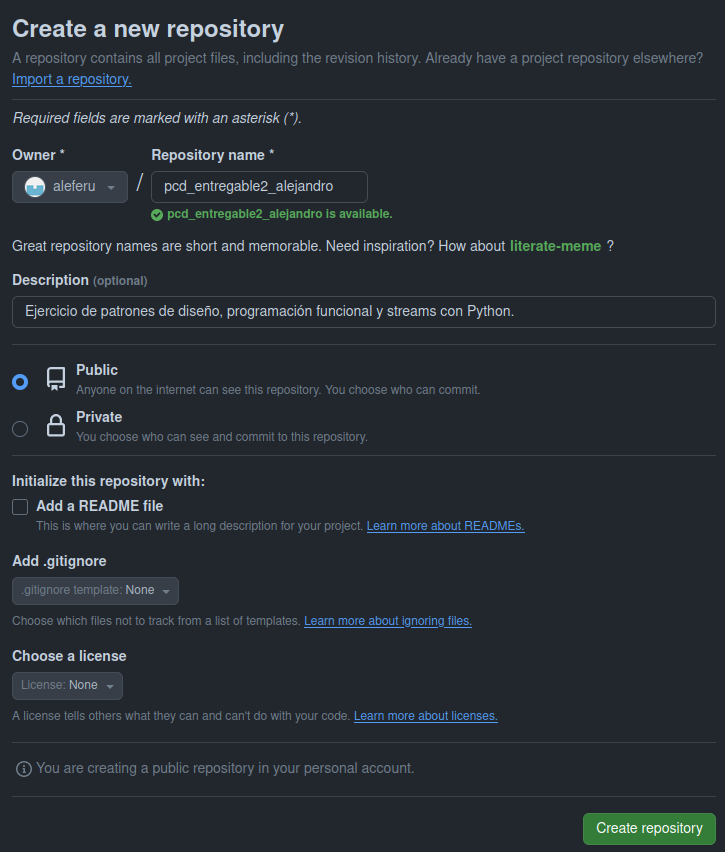 Create a new repository
A repository contains all project files, including the revision history. Already have a project repository elsewhere?
Import a repository.
Required fields are marked with an asterisk (*).
Owner * Repository name *
aleferu / pcd_entregable2_alejandro
pcd_entregable2_alejandro is available.
Great repository names are short and memorable. Need inspiration? How about literate-meme ?
Description (optional)
Ejercicio de patrones de diseño, programación funcional y streams con Python.
Public
Anyone on the internet can see this repository. You choose who can commit.
Private
You choose who can see and commit to this repository.
Initialize this repository with:
Add a README file
This is where you can write a long description for your project. Learn more about READMEs.
Add .gitignore
.gitignore template: None
Choose which files not to track from a list of templates. Learn more about ignoring files.
Choose a license
License: None
A license tells others what they can and can't do with your code. Learn more about licenses.
You are creating a public repository in your personal account.
Create repository